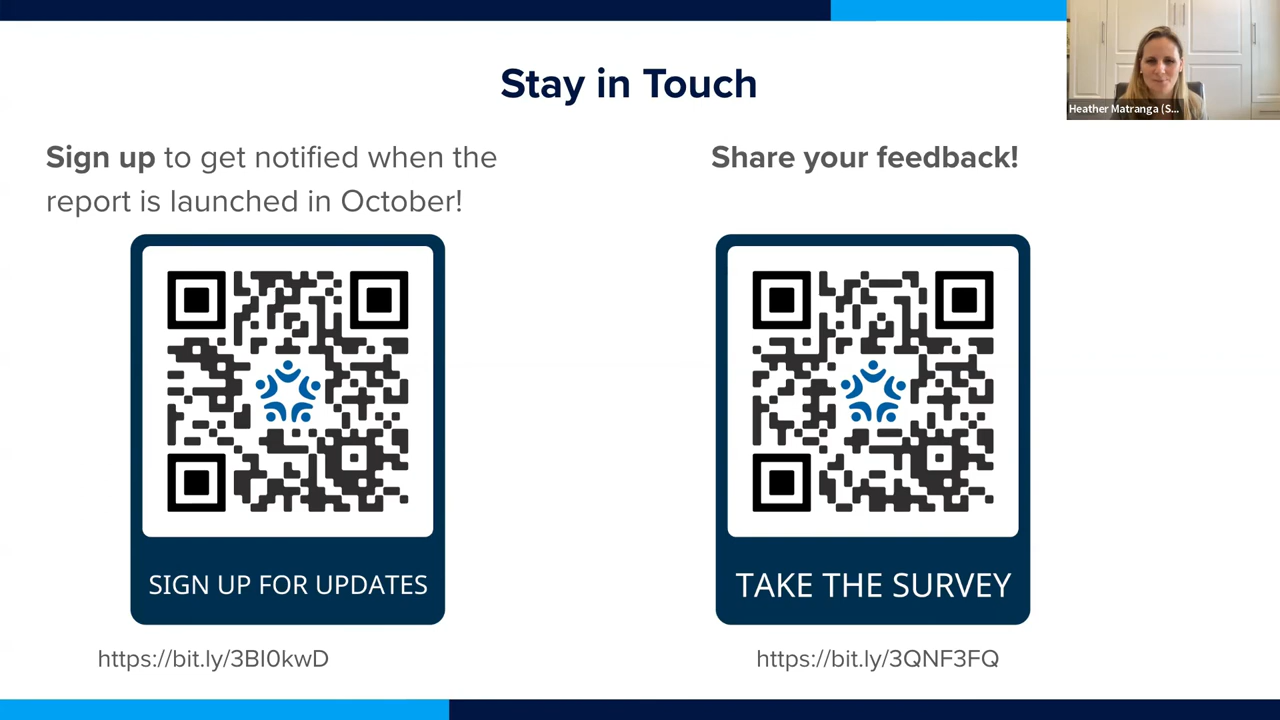 Stay in Touch
Heather Matranga (S...
Sign up to get notified when the
report is launched in October!
Share your feedback!
SIGN UP FOR UPDATES
TAKE THE SURVEY
https://bit.ly/3BI0kwD
https://bit.ly/3QNF3FQ